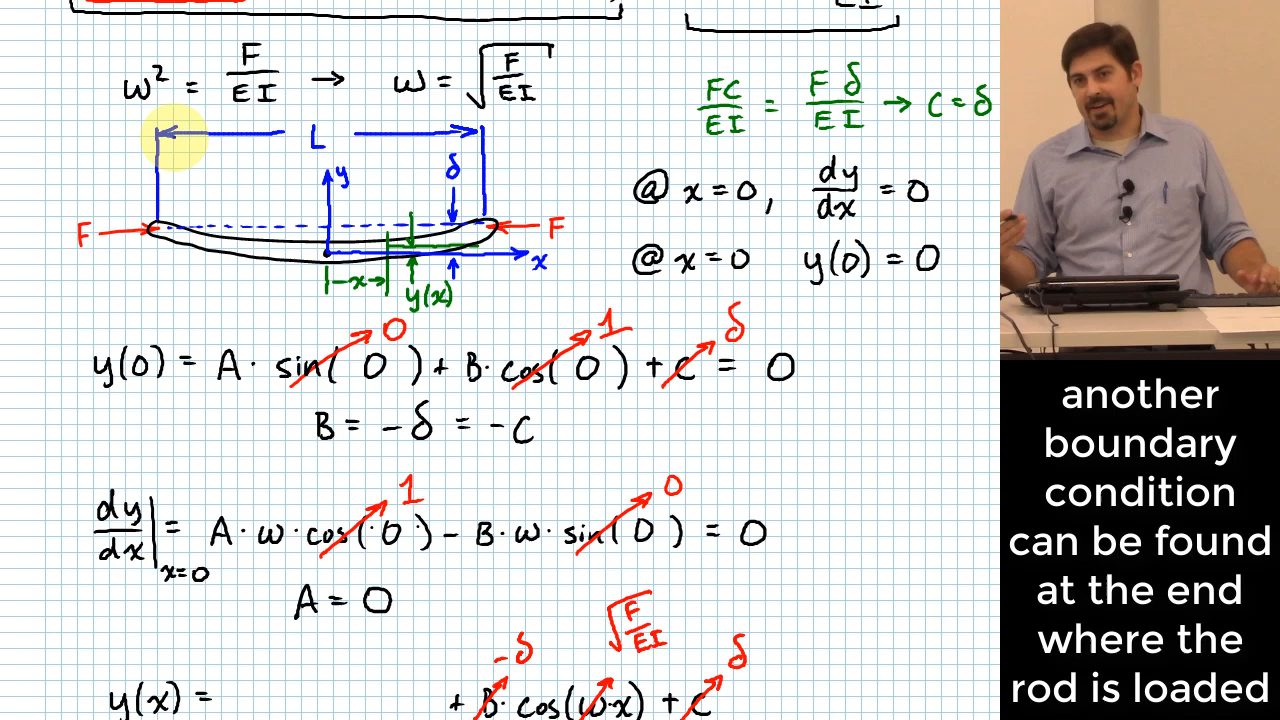 EI
ω² = F/EI → ω = √(F/EI)
FC/EI = Fδ/EI → C = δ
L
y
δ
F
F
x
x
y(x)
@ x = 0, dy/dx = 0
@ x = 0 y(0) = 0
0 1 δ
y(0) = A · sin( 0 ) + B · cos( 0 ) + C = 0
B = -δ = -C
1 0
dy/dx|x=0 = A · ω · cos( 0 ) - B · ω · sin( 0 ) = 0
A = 0
-δ √(F/EI) δ
y(x) = + B · cos(ω·x) + C
another
boundary
condition
can be found
at the end
where the
rod is loaded